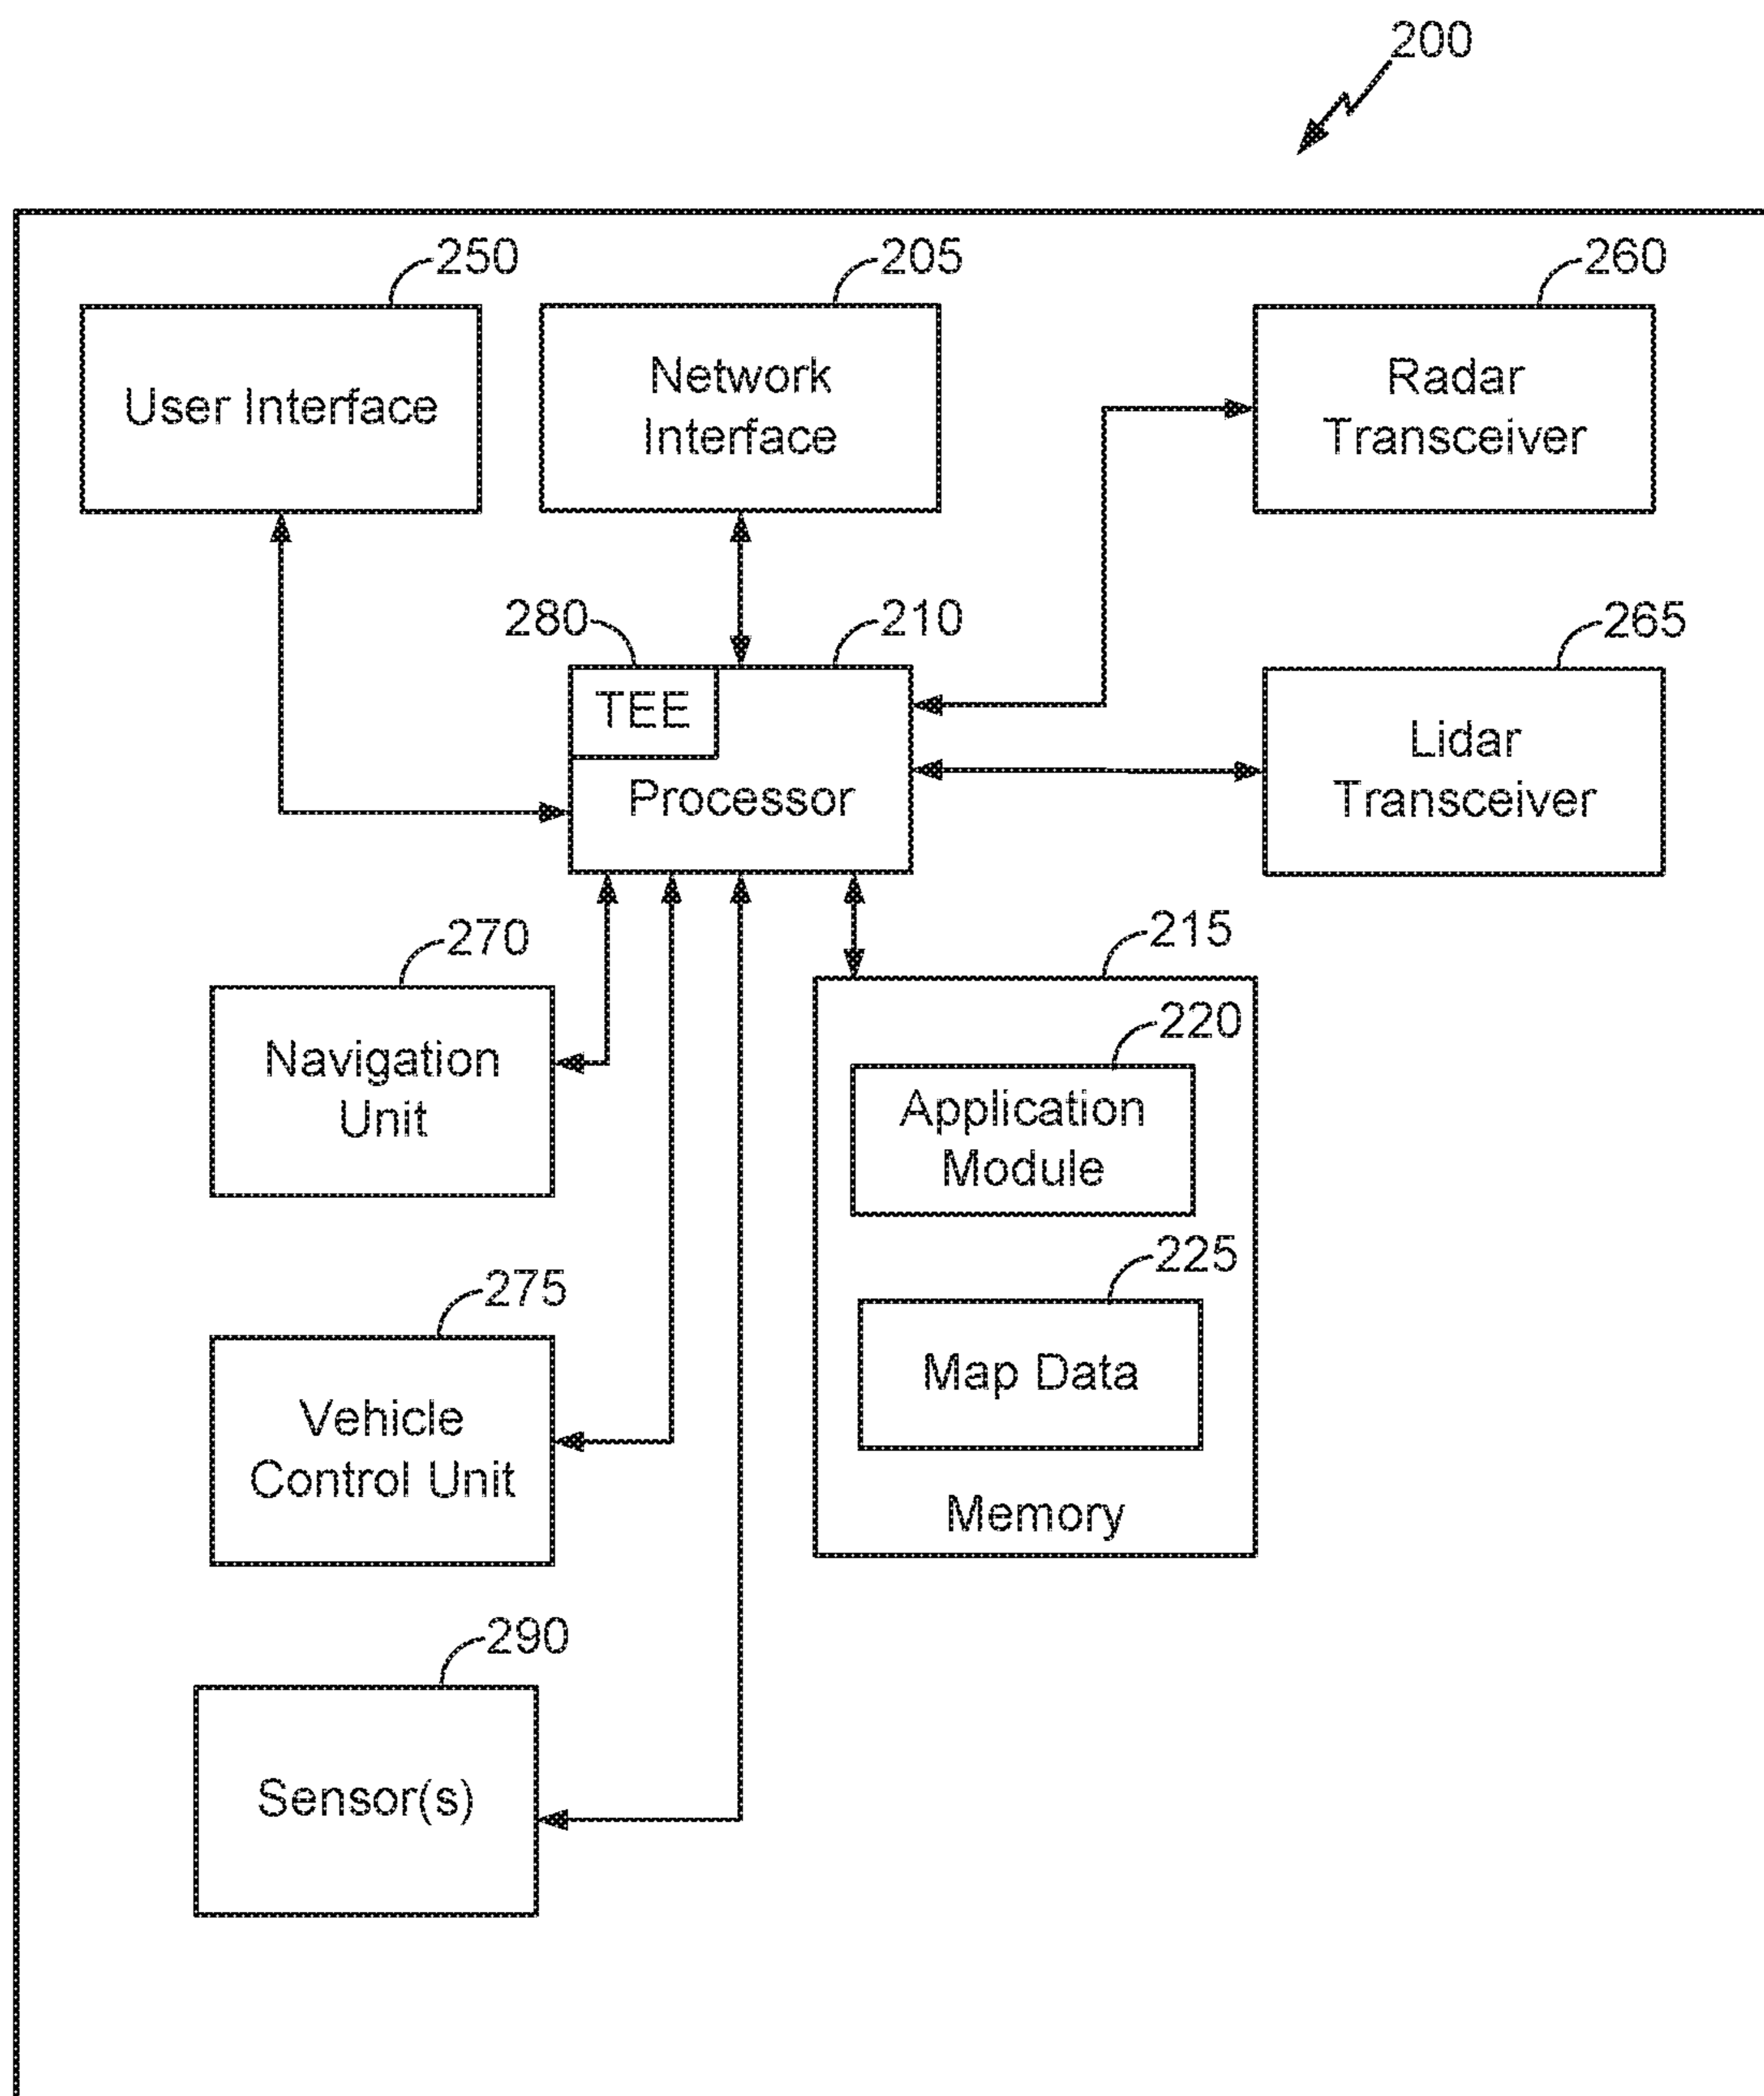 200
250
205
260
User Interface
Network
Interface
Radar
Transceiver
280
210
265
TEE
Processor
Lidar
Transceiver
270
215
Navigation
Unit
220
Application
Module
275
225
Vehicle
Control Unit
Map Data
Memory
290
Sensor(s)